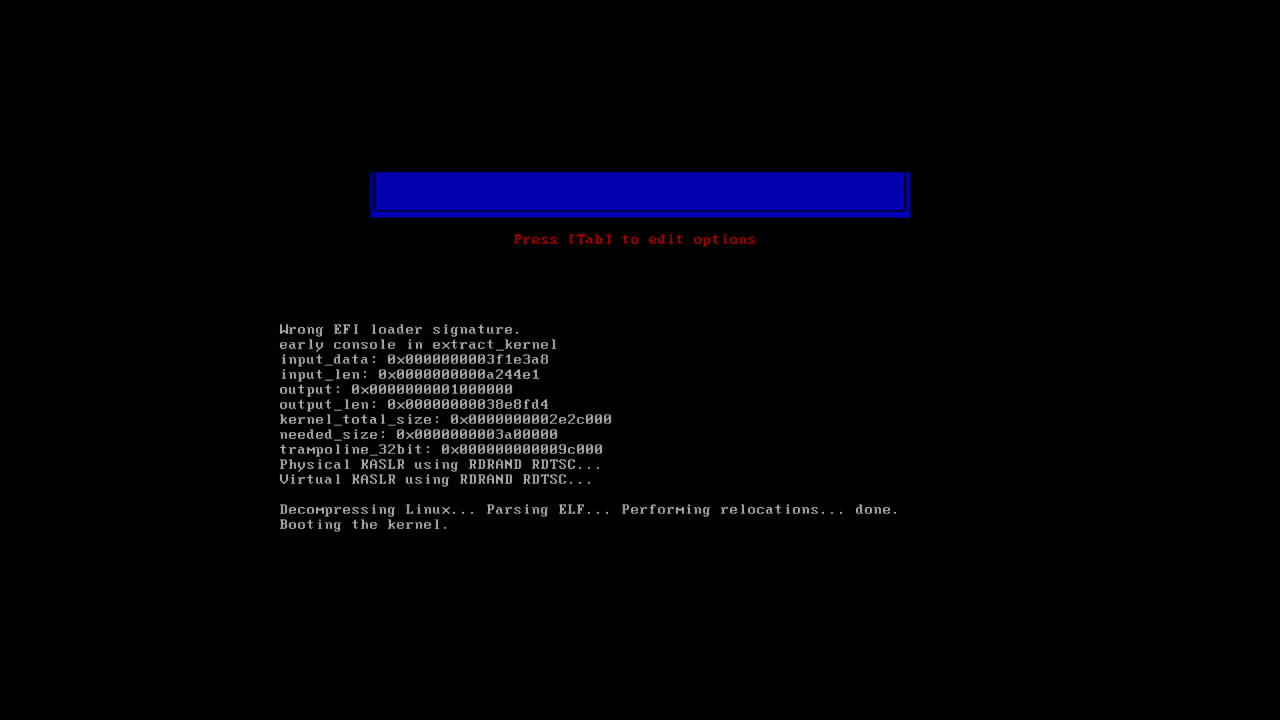 Press [Tab] to edit options
Wrong EFI loader signature.
early console in extract_kernel
input_data: 0x0000000003f1e3a8
input_len: 0x0000000000a244e1
output: 0x0000000001000000
output_len: 0x00000000038e8fd4
kernel_total_size: 0x0000000002e2c000
needed_size: 0x0000000003a00000
trampoline_32bit: 0x000000000009c000
Physical KASLR using RDRAND RDTSC...
Virtual KASLR using RDRAND RDTSC...
Decompressing Linux... Parsing ELF... Performing relocations... done.
Booting the kernel.